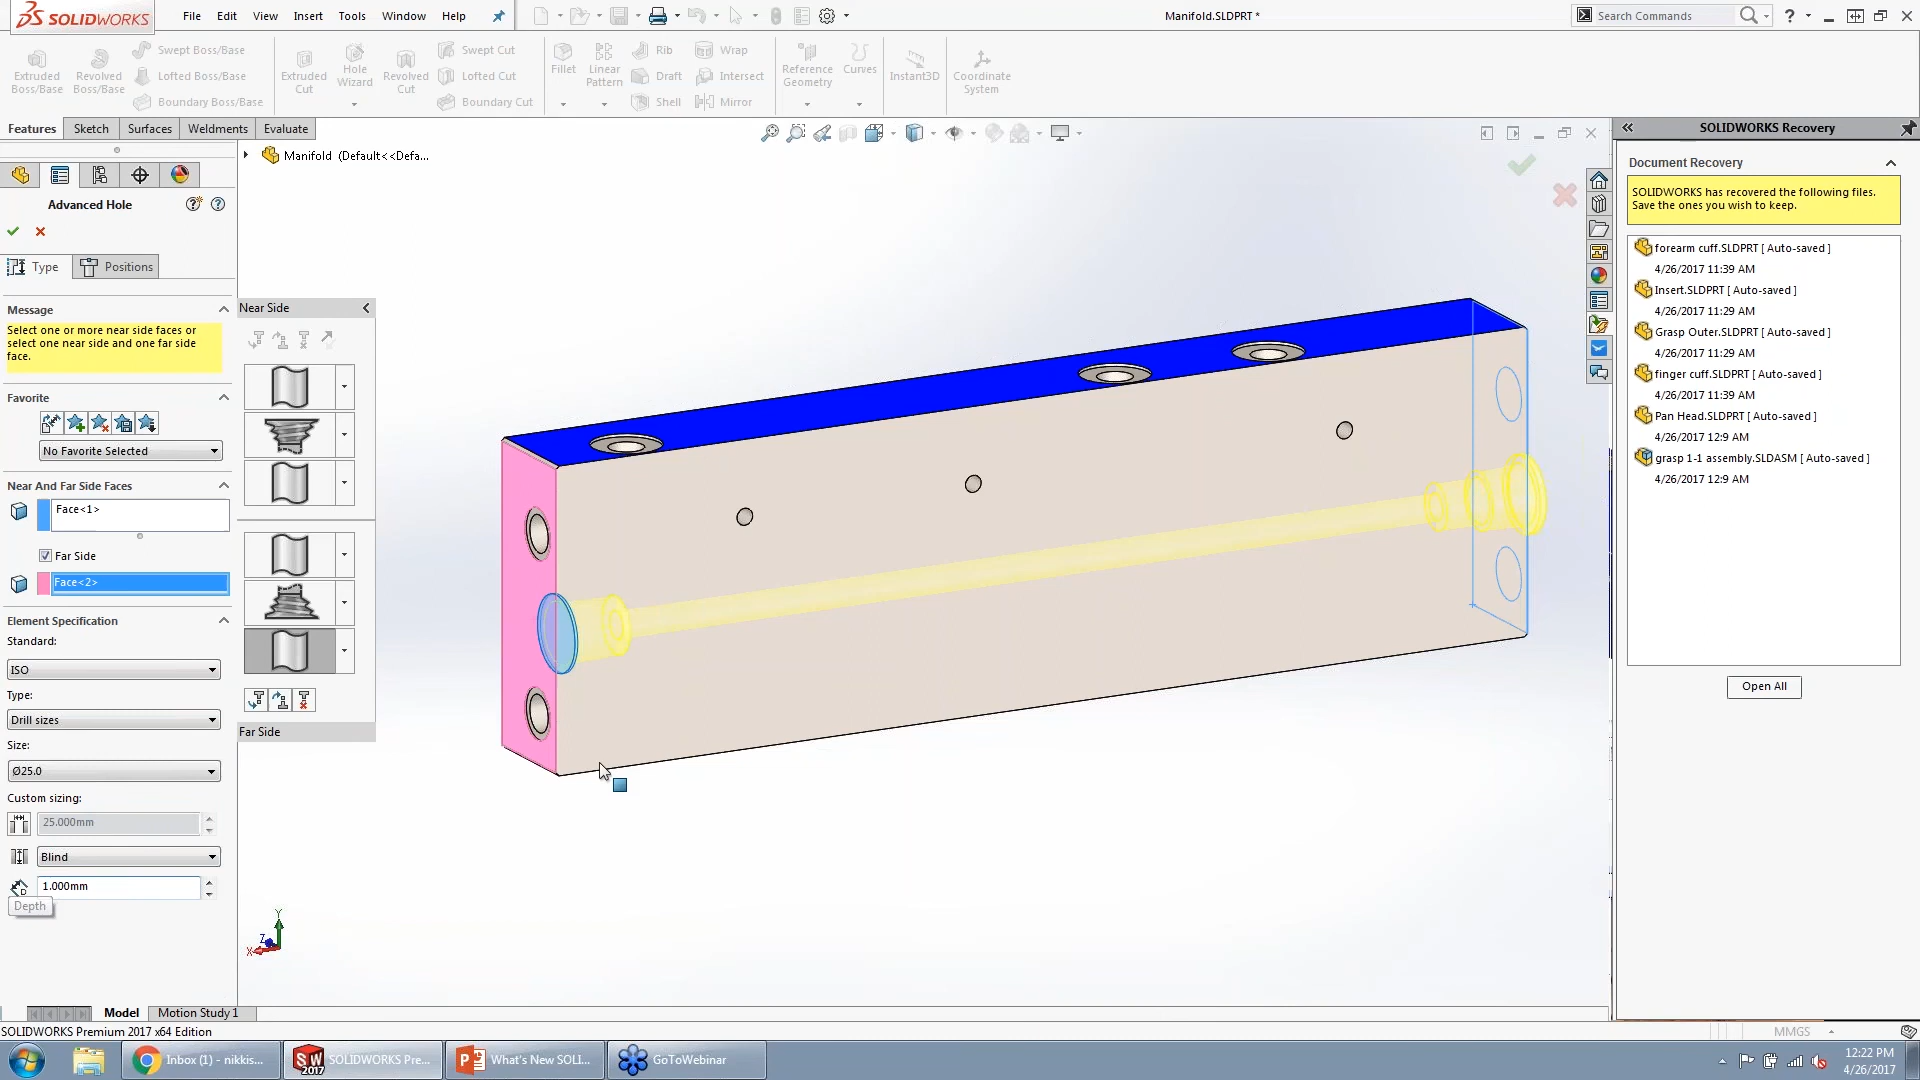 SOLIDWORKS
File Edit View Insert Tools Window Help
Manifold.SLDPRT *
Search Commands
Extruded Boss/Base
Revolved Boss/Base
Swept Boss/Base
Lofted Boss/Base
Boundary Boss/Base
Extruded Cut
Hole Wizard
Revolved Cut
Swept Cut
Lofted Cut
Boundary Cut
Fillet
Linear Pattern
Rib
Draft
Shell
Wrap
Intersect
Mirror
Reference Geometry
Curves
Instant3D
Coordinate System
Features Sketch Surfaces Weldments Evaluate
Manifold (Default<<Defa...
Advanced Hole
Type Positions
Message
Select one or more near side faces or
select one near side and one far side
face.
Favorite
No Favorite Selected
Near And Far Side Faces
Face<1>
Far Side
Face<2>
Element Specification
Standard:
ISO
Type:
Drill sizes
Size:
Ø25.0
Custom sizing:
25.000mm
Blind
1.000mm
Depth
Near Side
Far Side
Y
Z
X
SOLIDWORKS Recovery
Document Recovery
SOLIDWORKS has recovered the following files.
Save the ones you wish to keep.
forearm cuff.SLDPRT [ Auto-saved ]
4/26/2017 11:39 AM
Insert.SLDPRT [ Auto-saved ]
4/26/2017 11:29 AM
Grasp Outer.SLDPRT [ Auto-saved ]
4/26/2017 11:29 AM
finger cuff.SLDPRT [ Auto-saved ]
4/26/2017 11:39 AM
Pan Head.SLDPRT [ Auto-saved ]
4/26/2017 12:9 AM
grasp 1-1 assembly.SLDASM [ Auto-saved ]
4/26/2017 12:9 AM
Open All
Model Motion Study 1
SOLIDWORKS Premium 2017 x64 Edition
MMGS
Inbox (1) - nikkis...
SW 2017
SOLIDWORKS Pre...
What's New SOLI...
GoToWebinar
12:22 PM
4/26/2017